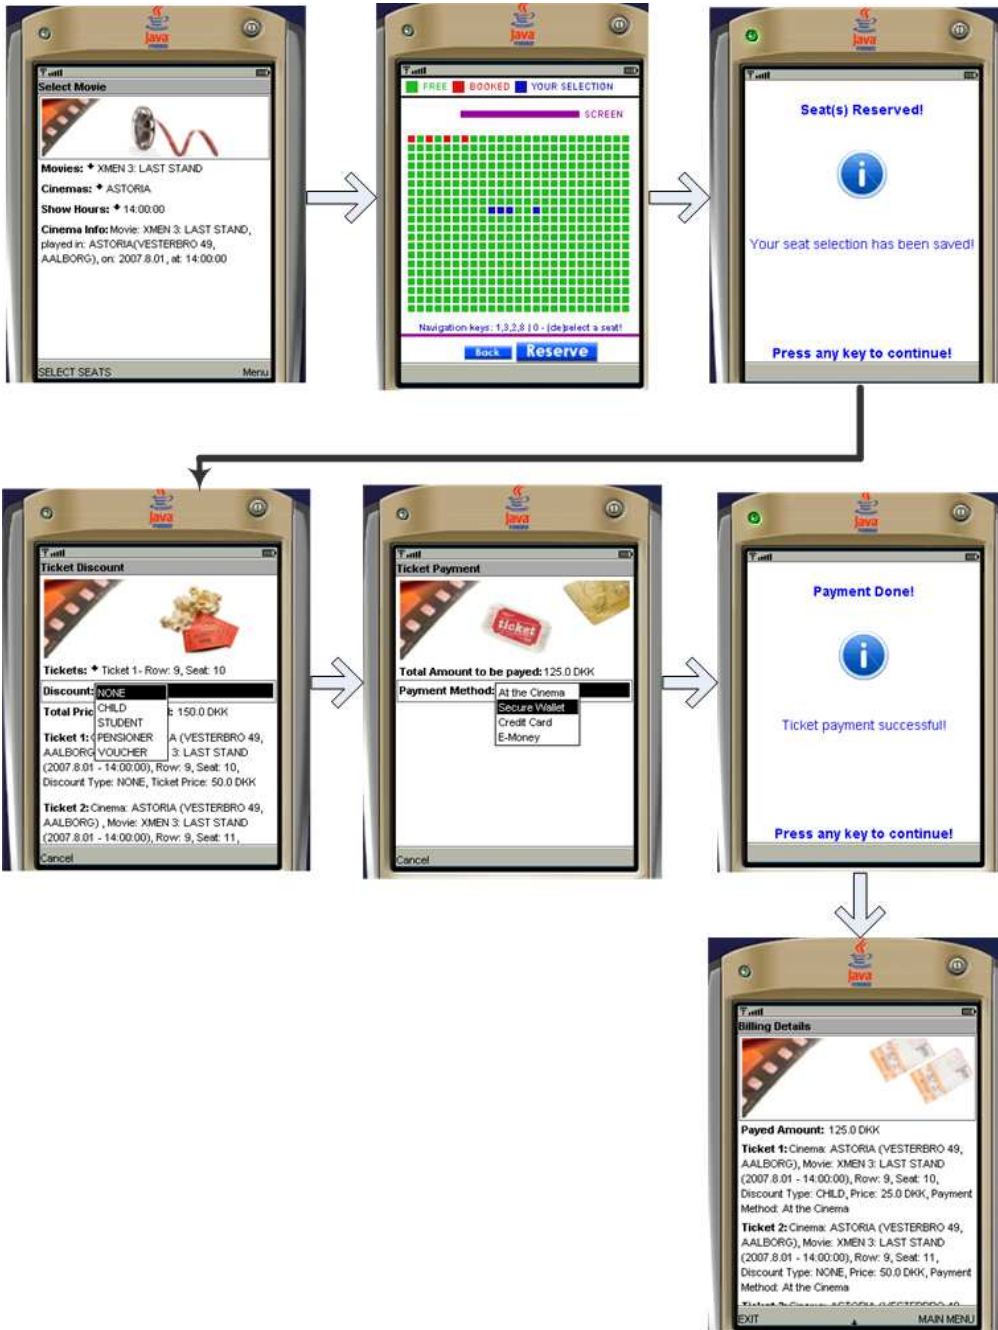 Java
Select Movie
Movies: XMEN 3: LAST STAND
Cinemas: ASTORIA
Show Hours: 14:00:00
Cinema Info: Movie: XMEN 3: LAST STAND,
played in: ASTORIA(VESTERBRO 49,
AALBORG), on: 2007.8.01, at: 14:00:00
SELECT SEATS Menu
Java
FREE BOOKED YOUR SELECTION
SCREEN
Navigation keys: 1,3,2,8 | 0 - (de)select a seat!
Back Reserve
Java
Seat(s) Reserved!
i
Your seat selection has been saved!
Press any key to continue!
Java
Ticket Discount
Tickets: Ticket 1- Row: 9, Seat: 10
Discount: NONE
CHILD
STUDENT
PENSIONER
VOUCHER
Total Pric : 150.0 DKK
Ticket 1: A (VESTERBRO 49,
AALBORG 3: LAST STAND
(2007.8.01 - 14:00:00), Row: 9, Seat: 10,
Discount Type: NONE, Ticket Price: 50.0 DKK
Ticket 2: Cinema: ASTORIA (VESTERBRO 49,
AALBORG) , Movie: XMEN 3: LAST STAND
(2007.8.01 - 14:00:00), Row: 9, Seat: 11,
Cancel
Java
Ticket Payment
ticket
Total Amount to be payed: 125.0 DKK
Payment Method: At the Cinema
Secure Wallet
Credit Card
E-Money
Cancel
Java
Payment Done!
i
Ticket payment successful!
Press any key to continue!
Java
Billing Details
Payed Amount: 125.0 DKK
Ticket 1: Cinema: ASTORIA (VESTERBRO 49,
AALBORG), Movie: XMEN 3: LAST STAND
(2007.8.01 - 14:00:00), Row: 9, Seat: 10,
Discount Type: CHILD, Price: 25.0 DKK, Payment
Method: At the Cinema
Ticket 2: Cinema: ASTORIA (VESTERBRO 49,
AALBORG), Movie: XMEN 3: LAST STAND
(2007.8.01 - 14:00:00), Row: 9, Seat: 11,
Discount Type: NONE, Price: 50.0 DKK, Payment
Method: At the Cinema
EXIT MAIN MENU